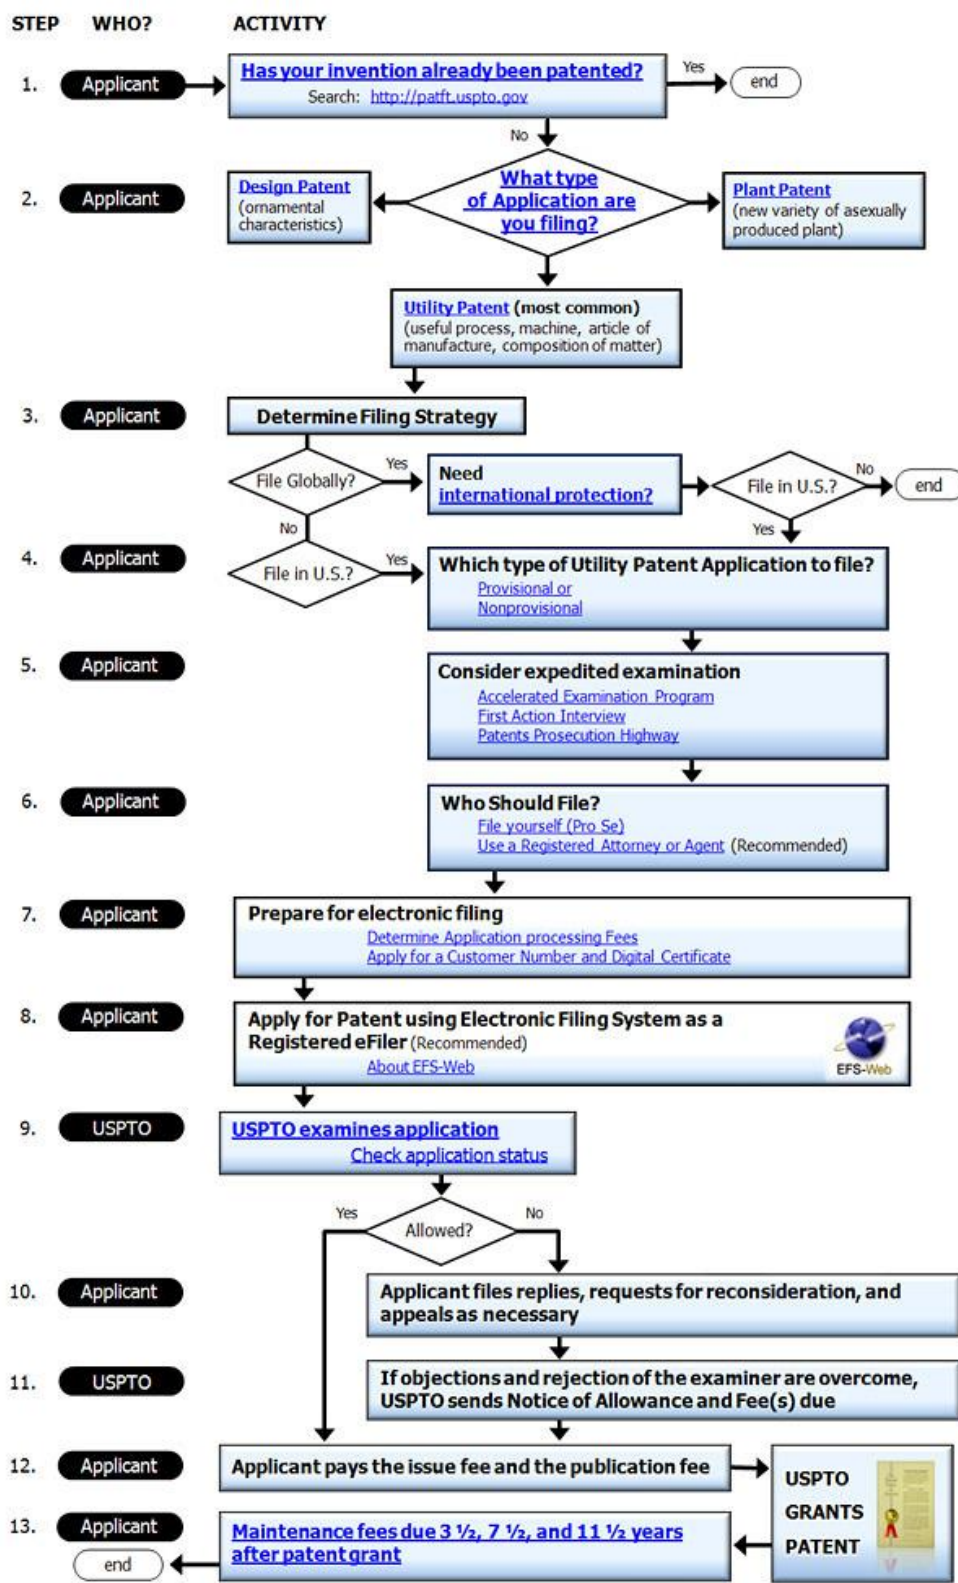 STEP WHO? ACTIVITY
1. Applicant
Has your invention already been patented?
Search: http://patft.uspto.gov
Yes
end
No
2. Applicant
Design Patent
(ornamental
characteristics)
What type
of Application are
you filing?
Plant Patent
(new variety of asexually
produced plant)
Utility Patent (most common)
(useful process, machine, article of
manufacture, composition of matter)
3. Applicant
Determine Filing Strategy
File Globally?
Yes
Need
international protection?
File in U.S.?
No
end
No
Yes
4. Applicant
File in U.S.?
Yes
Which type of Utility Patent Application to file?
Provisional or
Nonprovisional
5. Applicant
Consider expedited examination
Accelerated Examination Program
First Action Interview
Patents Prosecution Highway
6. Applicant
Who Should File?
File yourself (Pro Se)
Use a Registered Attorney or Agent (Recommended)
7. Applicant
Prepare for electronic filing
Determine Application processing Fees
Apply for a Customer Number and Digital Certificate
8. Applicant
Apply for Patent using Electronic Filing System as a
Registered eFiler (Recommended)
About EFS-Web
EFS-Web
9. USPTO
USPTO examines application
Check application status
Yes
Allowed?
No
10. Applicant
Applicant files replies, requests for reconsideration, and
appeals as necessary
11. USPTO
If objections and rejection of the examiner are overcome,
USPTO sends Notice of Allowance and Fee(s) due
12. Applicant
Applicant pays the issue fee and the publication fee
USPTO
GRANTS
PATENT
13. Applicant
Maintenance fees due 3 ½, 7 ½, and 11 ½ years
after patent grant
end